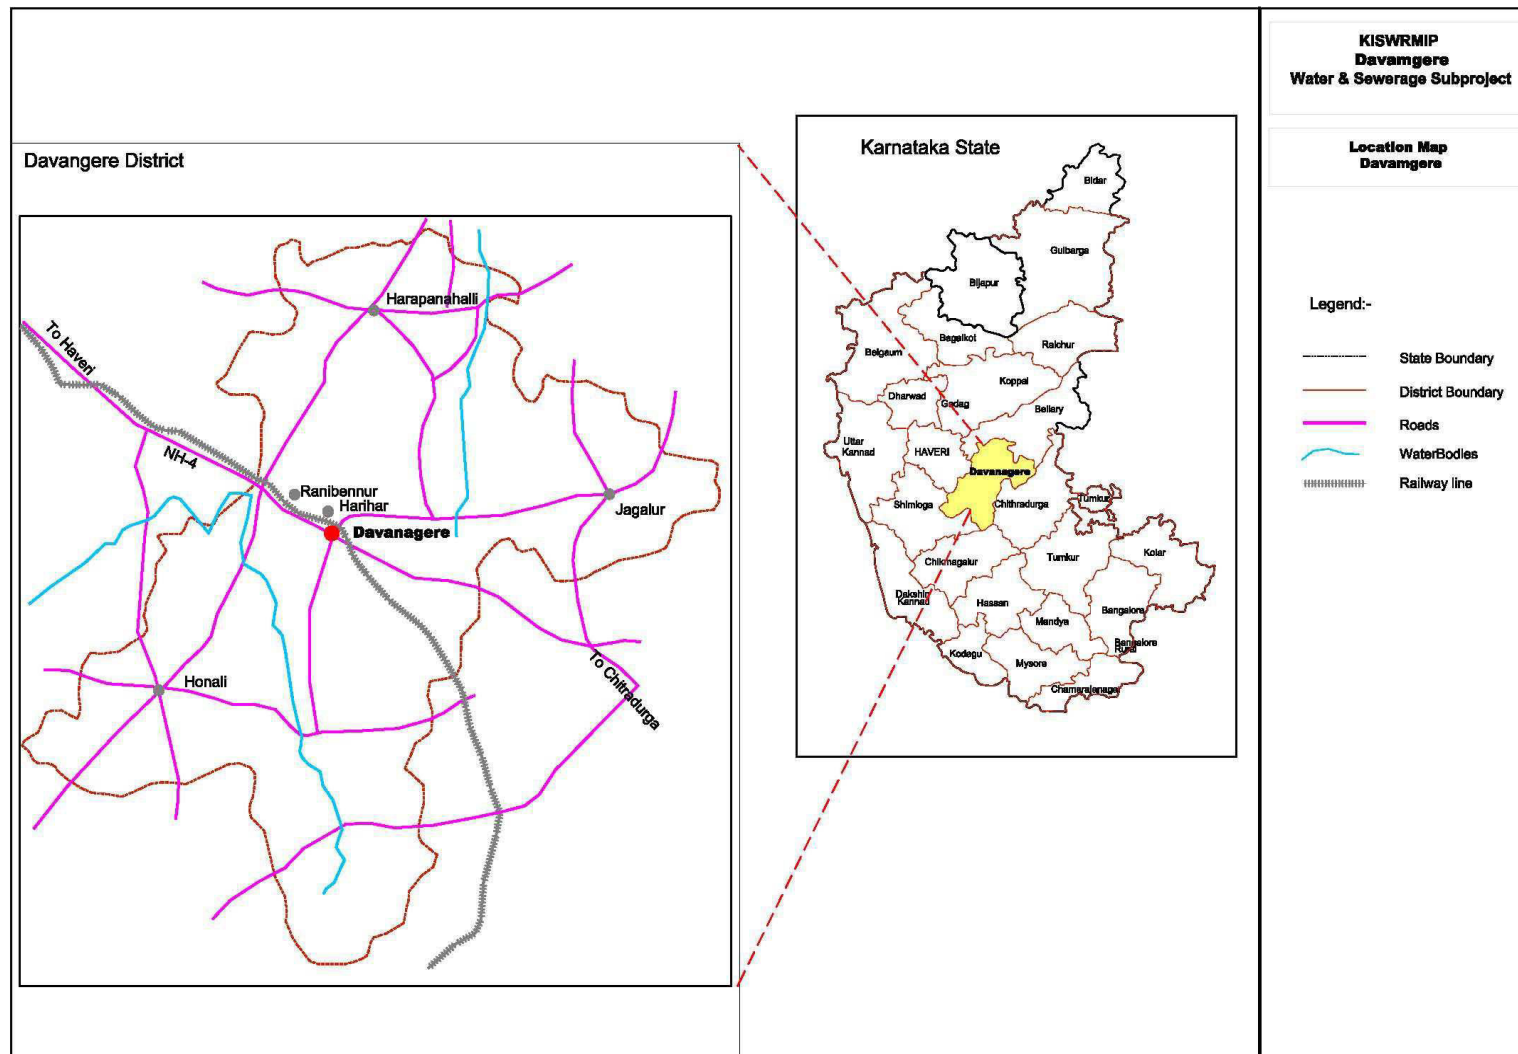 KISWRMIP
Davamgere
Water & Sewerage Subproject
Location Map
Davamgere
Legend:-
State Boundary
District Boundary
Roads
WaterBodies
Railway line
Davangere District
Harapanahalli
To Haveri
NH-4
Ranibennur
Harihar
Davanagere
Jagalur
Honali
To Chitradurga
Karnataka State
Bidar
Gulbarga
Bijapur
Bagalkot
Raichur
Belgaum
Koppal
Dharwad
Gadag
Bellary
Uttar
Kannad
HAVERI
Davanagere
Shimloga
Chithradurga
Tumkur
Chikmagalur
Tumkur
Kolar
Dakshin
Kannad
Hassan
Bangalore
Mandya
Bangalore
Rural
Kodagu
Mysore
Chamarajanagar